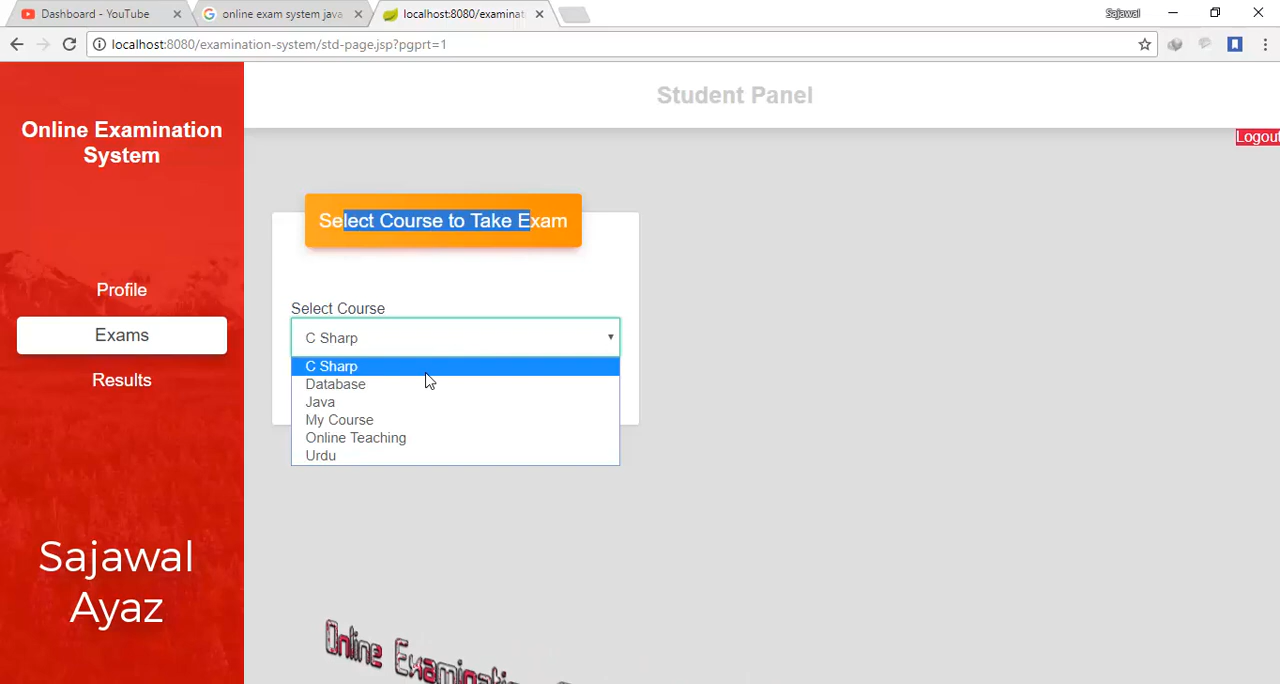 Dashboard - YouTube
online exam system java
localhost:8080/examinat
Sajawal
localhost:8080/examination-system/std-page.jsp?pgprt=1
Online Examination
System
Student Panel
Logout
Select Course to Take Exam
Profile
Exams
Results
Select Course
C Sharp
C Sharp
Database
Java
My Course
Online Teaching
Urdu
Sajawal
Ayaz
Online Examination